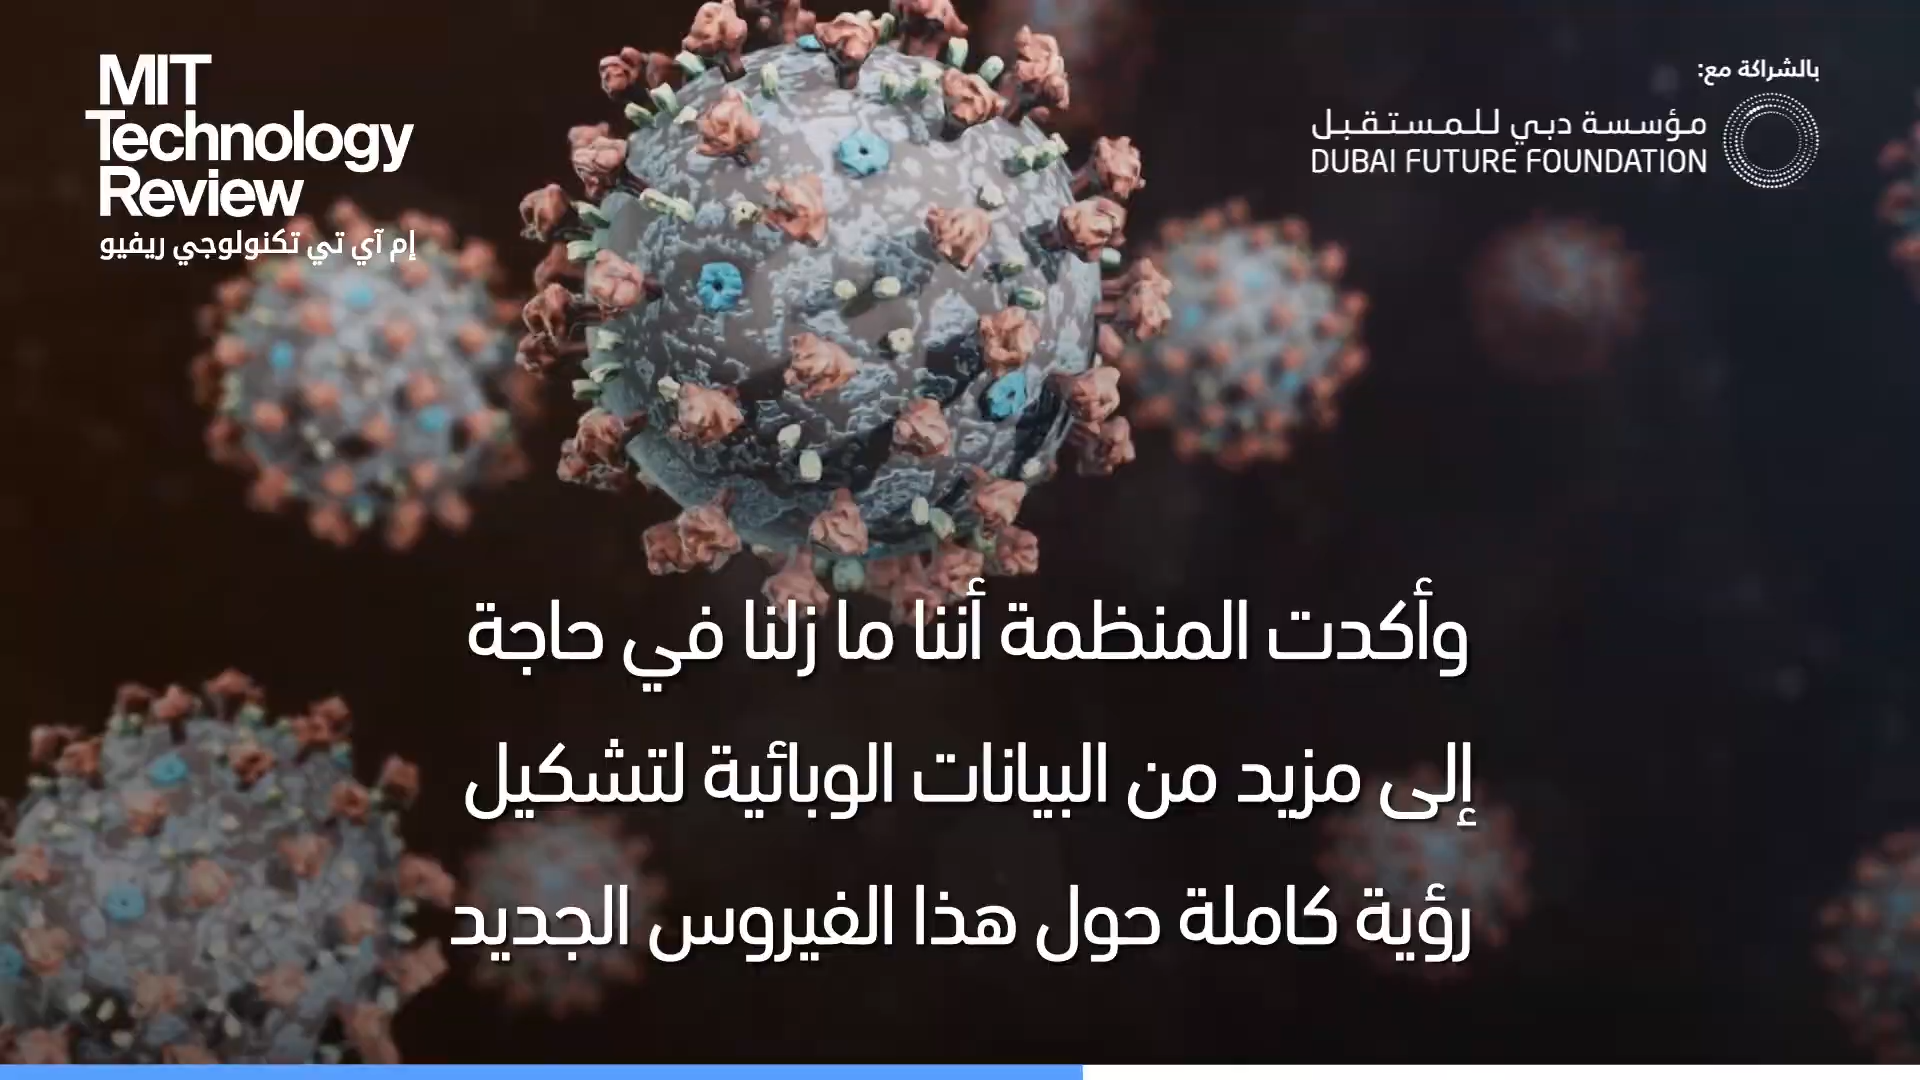 MIT
Technology
Review
إم آي تي تكنولوجي ريفيو
بالشراكة مع:
مؤسسة دبي للمستقبل
DUBAI FUTURE FOUNDATION
وأكدت المنظمة أننا ما زلنا في حاجة
إلى مزيد من البيانات الوبائية لتشكيل
رؤية كاملة حول هذا الفيروس الجديد